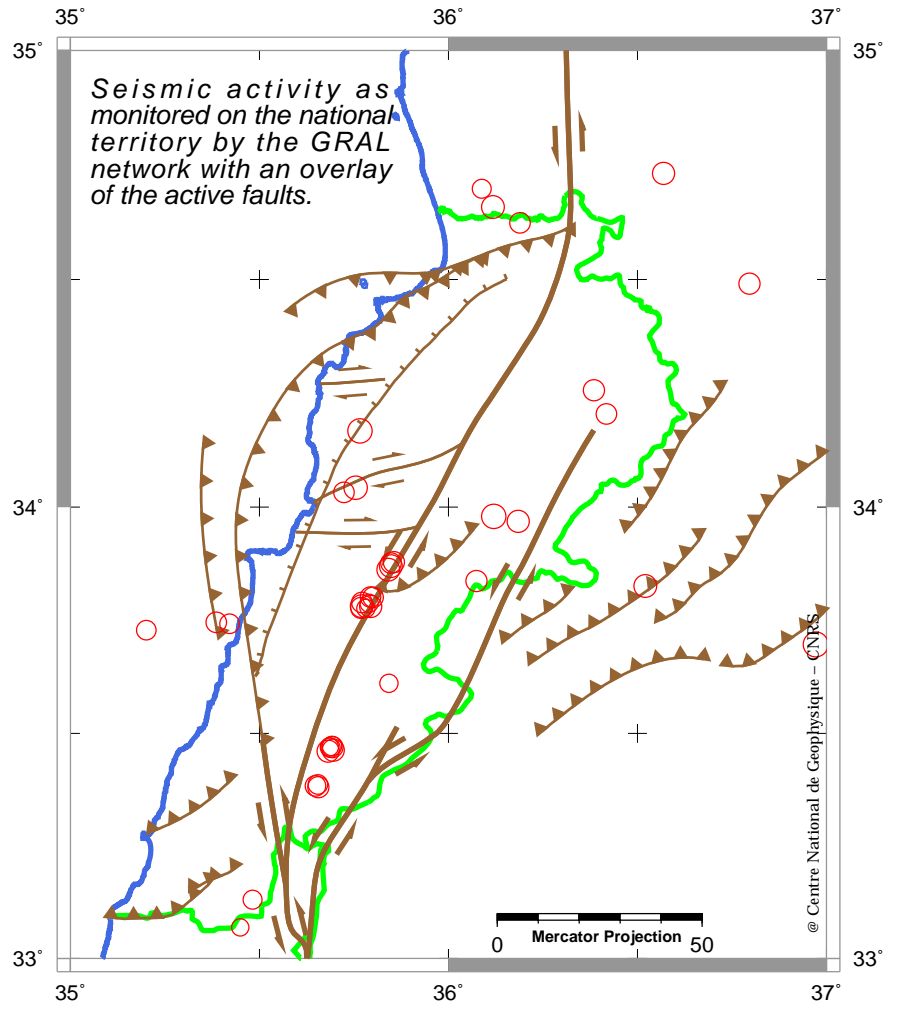 35˚
36˚
37˚
35˚
35˚
Seismic activity as
monitored on the national
territory by the GRAL
network with an overlay
of the active faults.
34˚
34˚
@ Centre National de Geophysique – CNRS
Mercator Projection
0
50
33˚
33˚
35˚
36˚
37˚